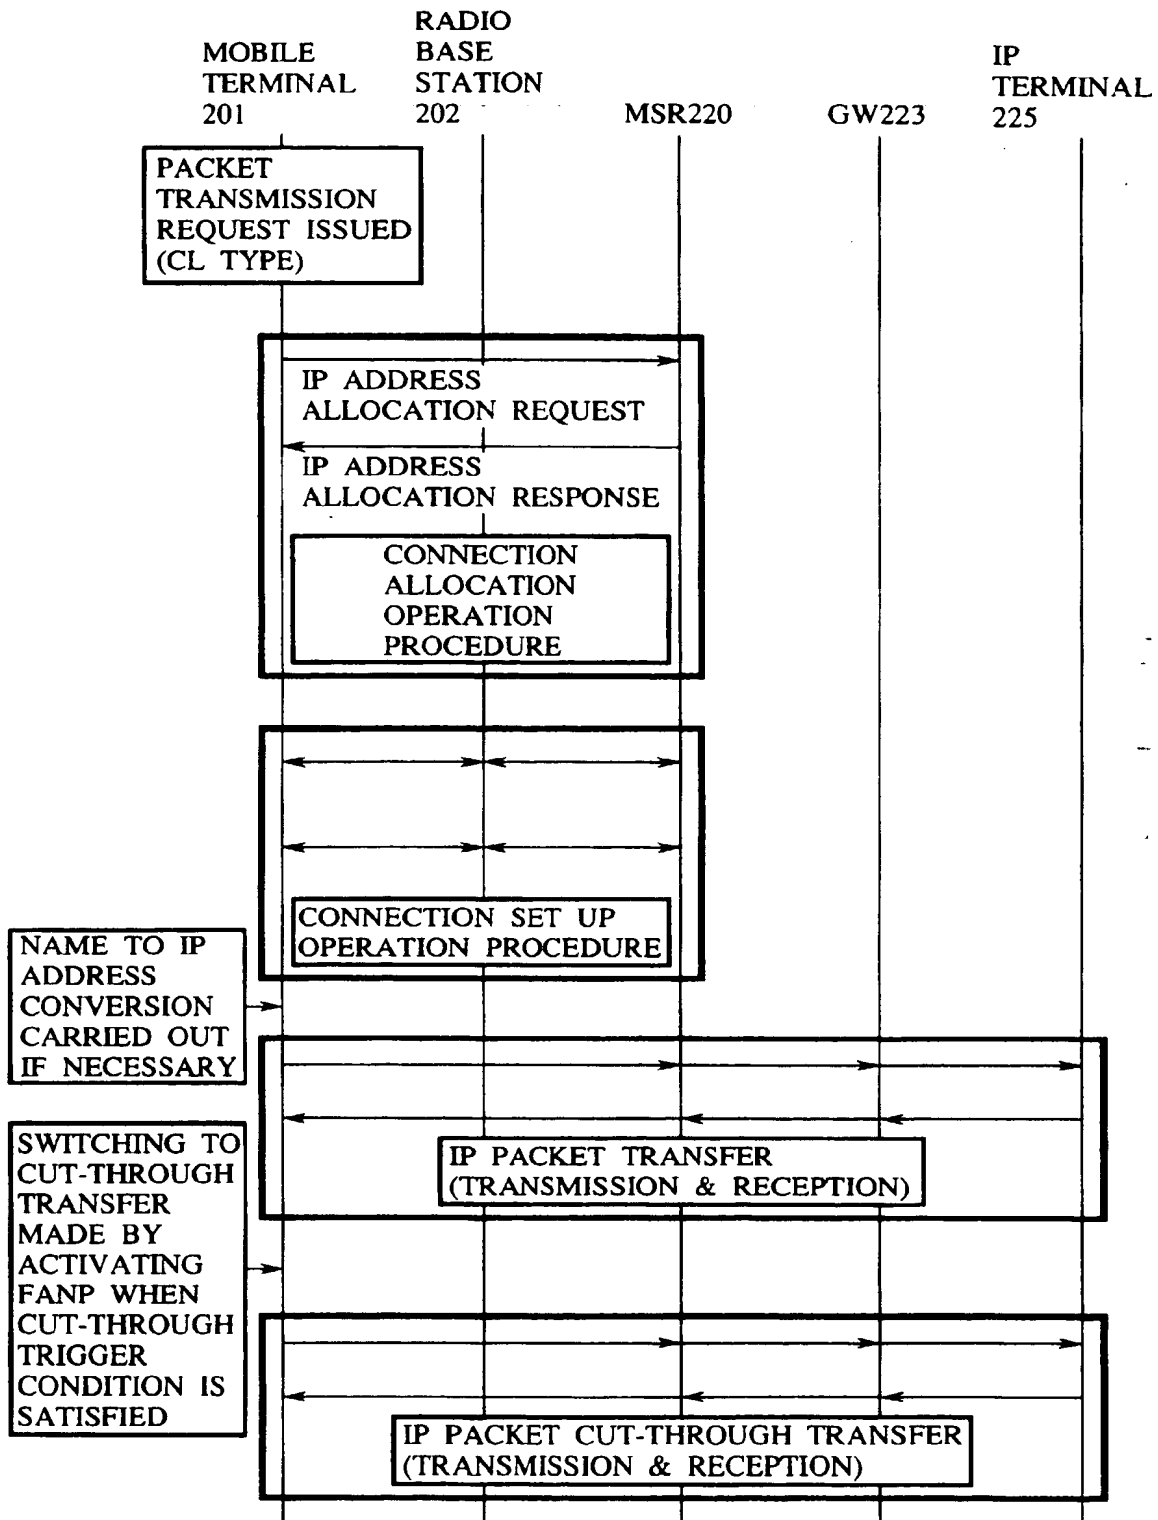 MOBILE
TERMINAL
201
RADIO
BASE
STATION
202
MSR220
GW223
IP
TERMINAL
225
PACKET
TRANSMISSION
REQUEST ISSUED
(CL TYPE)
IP ADDRESS
ALLOCATION REQUEST
IP ADDRESS
ALLOCATION RESPONSE
CONNECTION
ALLOCATION
OPERATION
PROCEDURE
CONNECTION SET UP
OPERATION PROCEDURE
NAME TO IP
ADDRESS
CONVERSION
CARRIED OUT
IF NECESSARY
IP PACKET TRANSFER
(TRANSMISSION & RECEPTION)
SWITCHING TO
CUT-THROUGH
TRANSFER
MADE BY
ACTIVATING
FANP WHEN
CUT-THROUGH
TRIGGER
CONDITION IS
SATISFIED
IP PACKET CUT-THROUGH TRANSFER
(TRANSMISSION & RECEPTION)